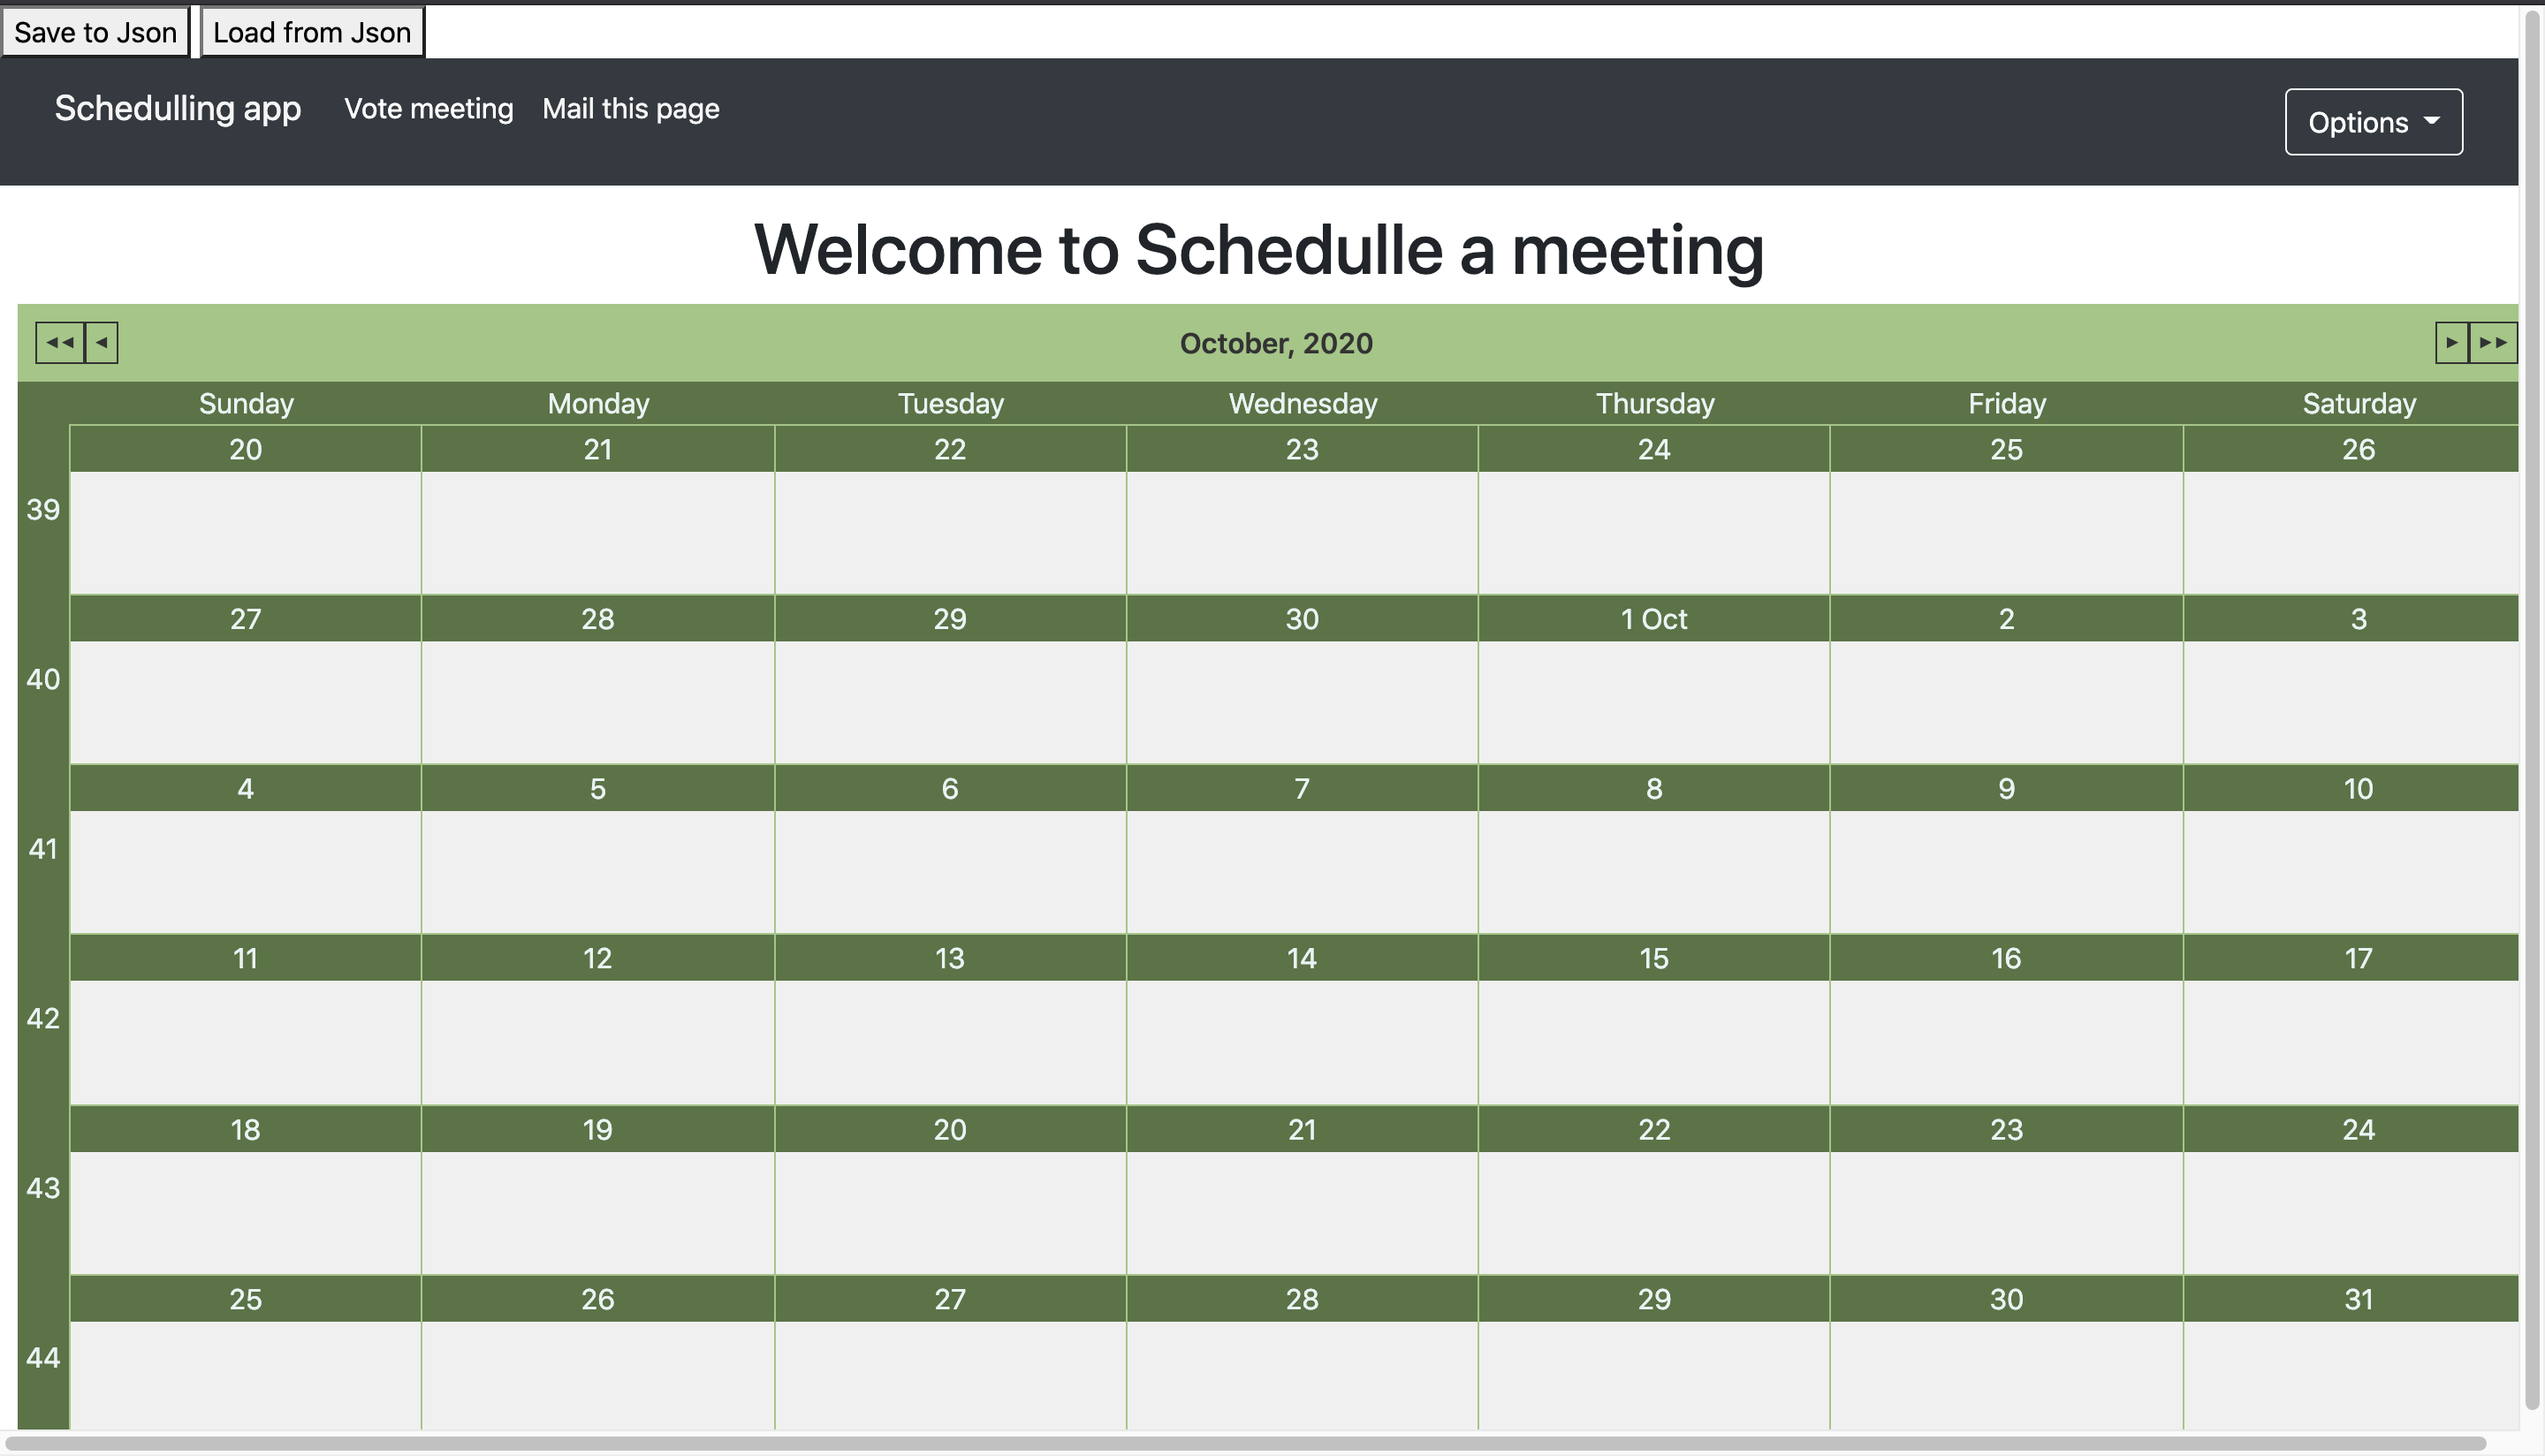 Save to Json Load from Json
Schedulling app Vote meeting Mail this page Options
Welcome to Schedulle a meeting
October, 2020
Sunday Monday Tuesday Wednesday Thursday Friday Saturday
20 21 22 23 24 25 26
39
27 28 29 30 1 Oct 2 3
40
4 5 6 7 8 9 10
41
11 12 13 14 15 16 17
42
18 19 20 21 22 23 24
43
25 26 27 28 29 30 31
44